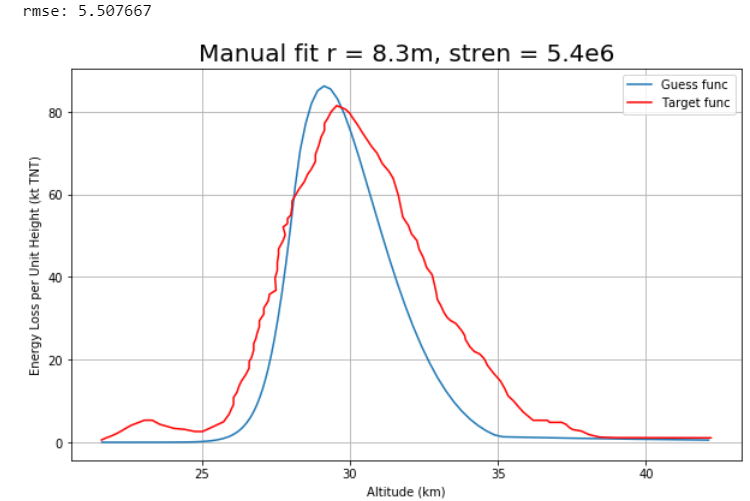 rmse: 5.507667
Manual fit r = 8.3m, stren = 5.4e6
Guess func
Target func
80
60
40
20
0
Energy Loss per Unit Height (kt TNT)
25
30
35
40
Altitude (km)